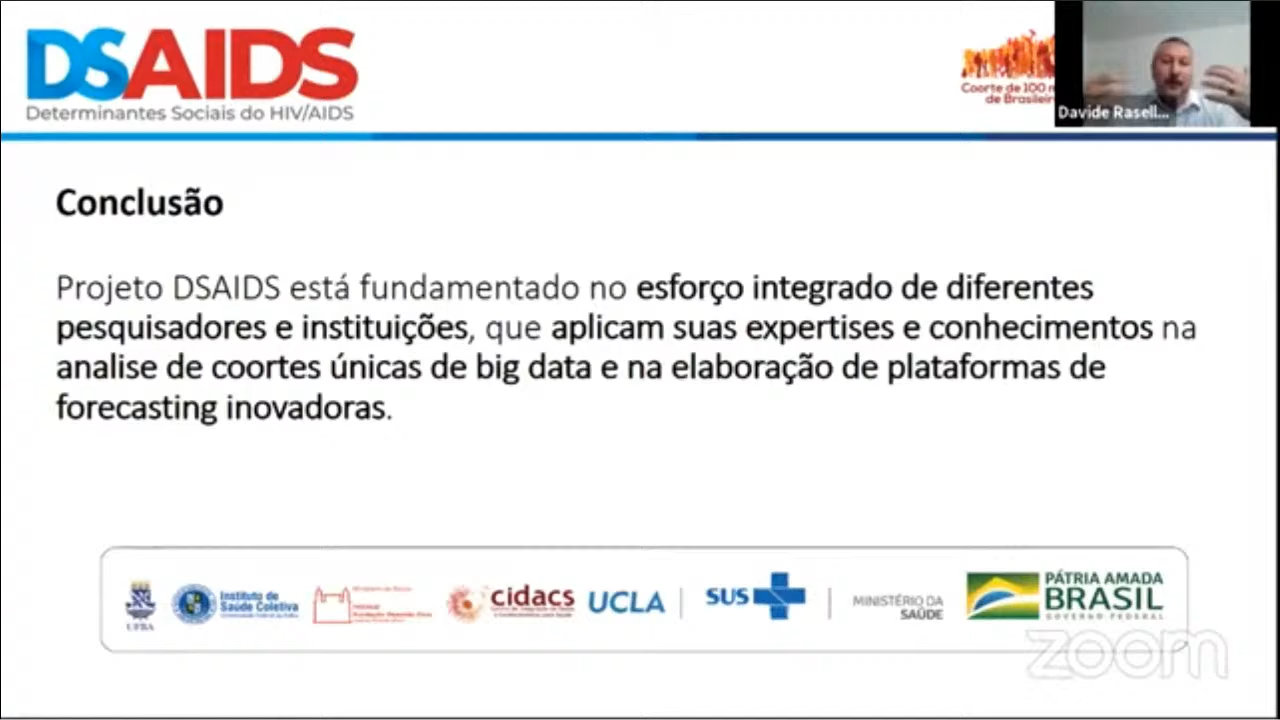 DSAIDS
Determinantes Sociais do HIV/AIDS
Coorte de 100 m
de Brasileir
Davide Rasell...
Conclusão
Projeto DSAIDS está fundamentado no esforço integrado de diferentes
pesquisadores e instituições, que aplicam suas expertises e conhecimentos na
analise de coortes únicas de big data e na elaboração de plataformas de
forecasting inovadoras.
UFBA
Instituto de
Saúde Coletiva
cidacs
UCLA
SUS
MINISTÉRIO DA
SAÚDE
PÁTRIA AMADA
BRASIL
GOVERNO FEDERAL
zoom